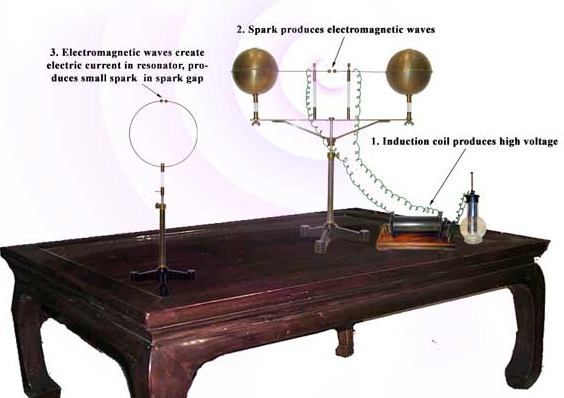 2. Spark produces electromagnetic waves
3. Electromagnetic waves create
electric current in resonator, pro-
duces small spark in spark gap
1. Induction coil produces high voltage